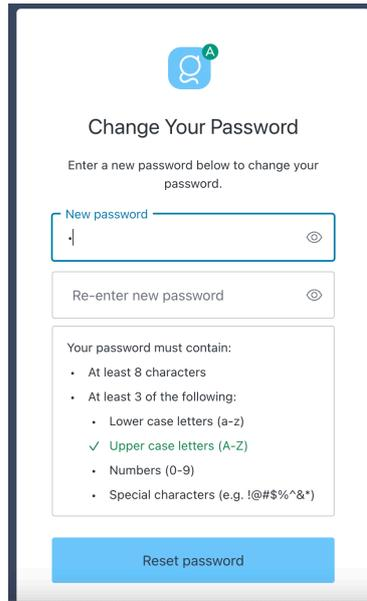 A
Change Your Password
Enter a new password below to change your
password.
New password
•
Re-enter new password
Your password must contain:
• At least 8 characters
• At least 3 of the following:
• Lower case letters (a-z)
✓ Upper case letters (A-Z)
• Numbers (0-9)
• Special characters (e.g. !@#$%^&*)
Reset password